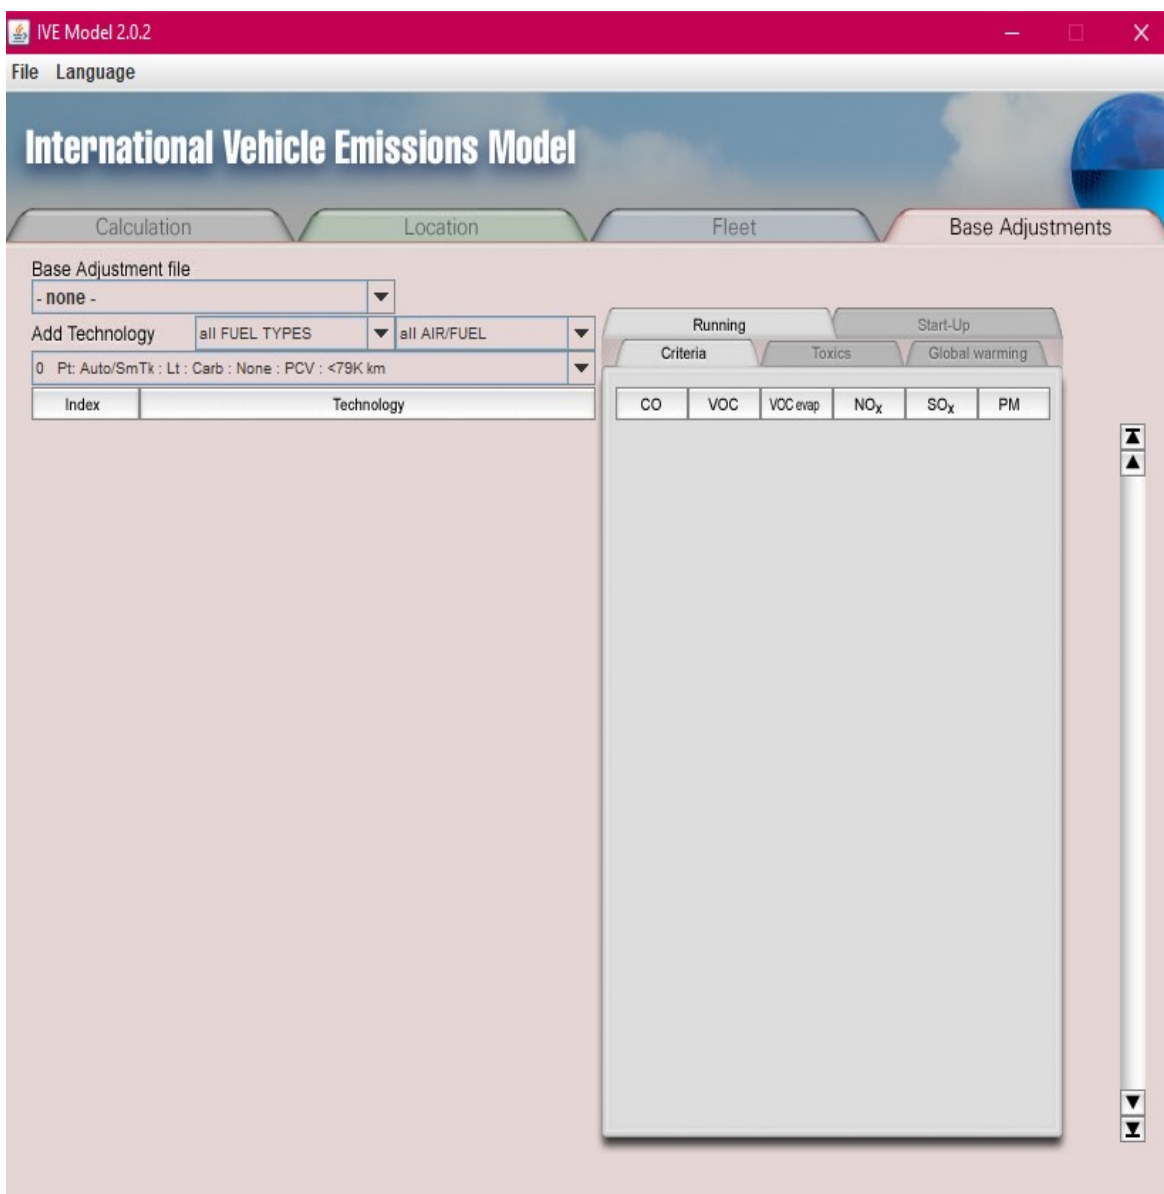 IVE Model 2.0.2
File Language
International Vehicle Emissions Model
Calculation Location Fleet Base Adjustments
Base Adjustment file
- none -
Add Technology all FUEL TYPES all AIR/FUEL
0 Pt: Auto/SmTk : Lt : Carb : None : PCV : <79K km
Index Technology
Running Start-Up
Criteria Toxics Global warming
CO VOC VOC evap NOx SOx PM